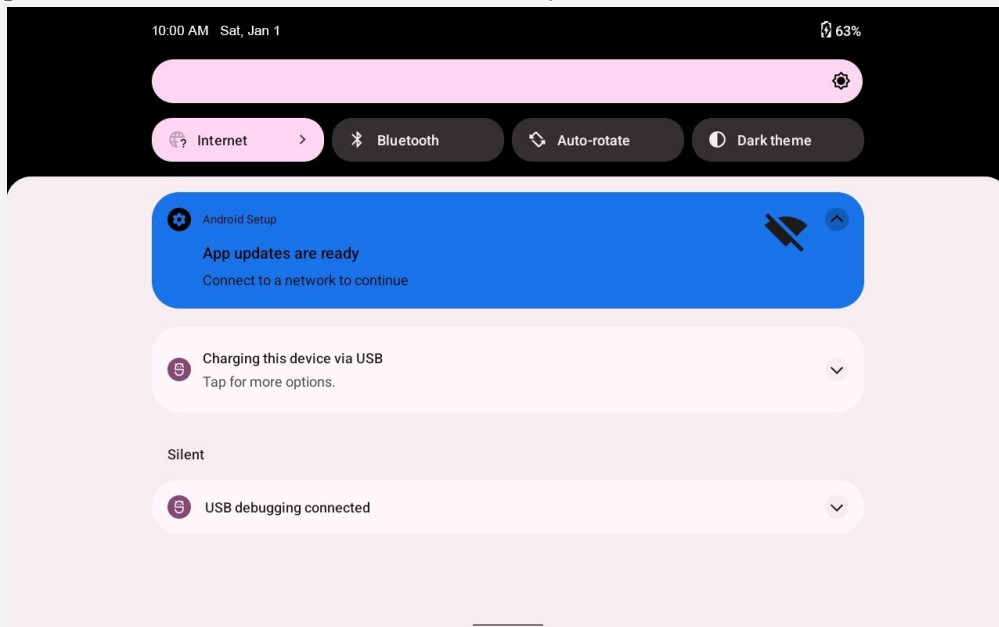 10:00 AM Sat, Jan 1 63%
Internet Bluetooth Auto-rotate Dark theme
Android Setup
App updates are ready
Connect to a network to continue
Charging this device via USB
Tap for more options.
Silent
USB debugging connected